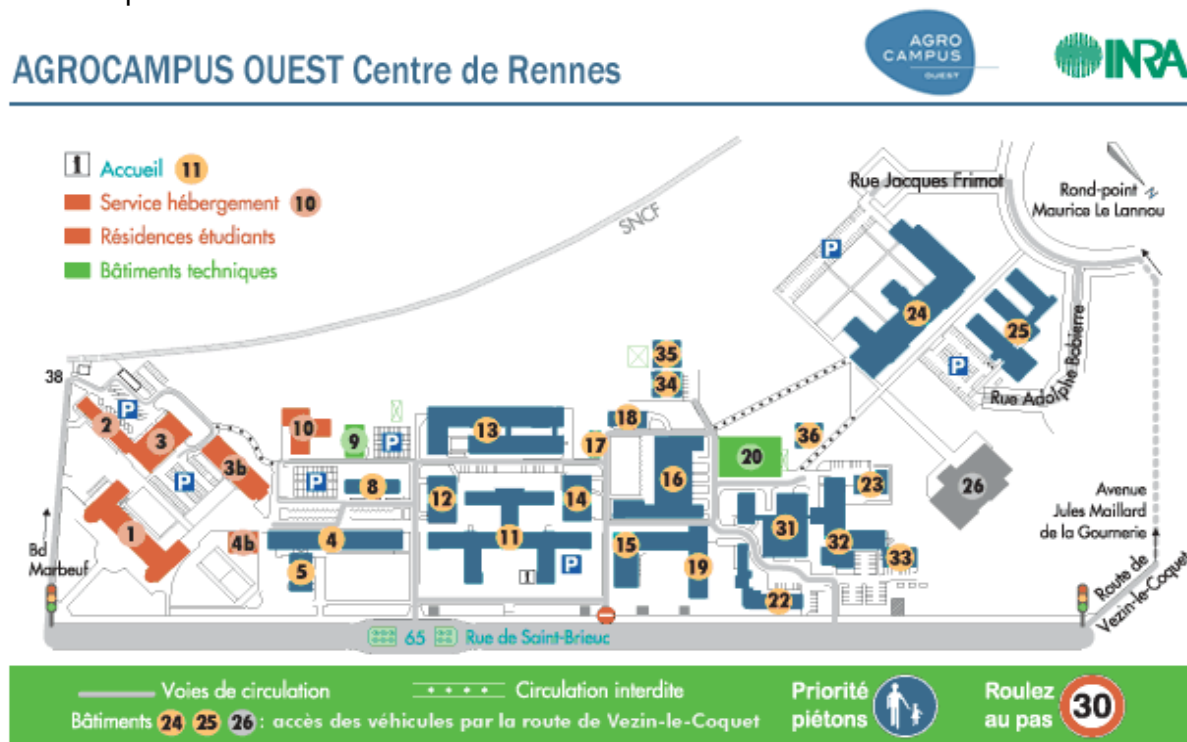 AGROCAMPUS OUEST Centre de Rennes
AGRO
CAMPUS
OUEST
INRA
i Accueil 11
Service hébergement 10
Résidences étudiants
Bâtiments techniques
SNCF
Rue Jacques Frimot
Rond-point
Maurice Le Lannou
N
P
24
25
P
Rue Adolphe Bobierre
38
35
34
2
P
3
10
9
P
13
18
17
36
3b
P
8
12
14
16
20
23
26
P
1
4b
4
11
15
31
32
33
Avenue
Jules Maillard
de la Gournerie
Bd
Marbeuf
5
i
P
19
22
Route de
Vezin-le-Coquet
65 Rue de Saint-Brieuc
Voies de circulation
Circulation interdite
Bâtiments 24 25 26 : accès des véhicules par la route de Vezin-le-Coquet
Priorité
piétons
Roulez
au pas
30